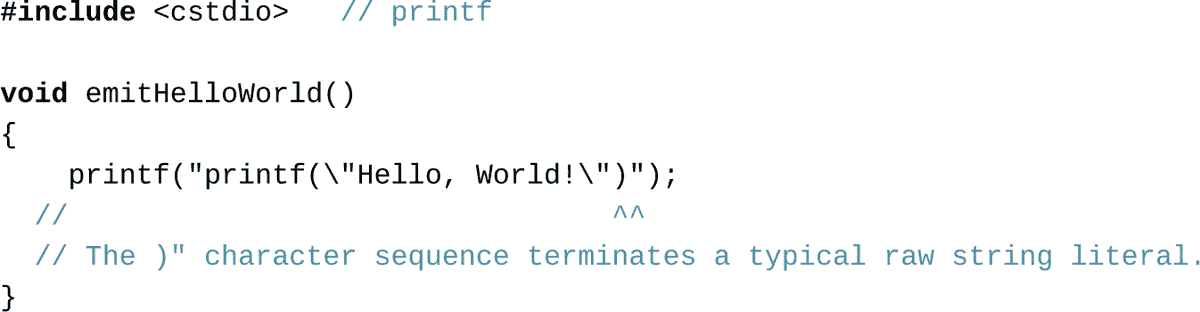 #include <cstdio>   // printf
void emitHelloWorld()
{
    printf("printf(\"Hello, World!\")");
  //                                ^^
  // The )" character sequence terminates a typical raw string literal.
}